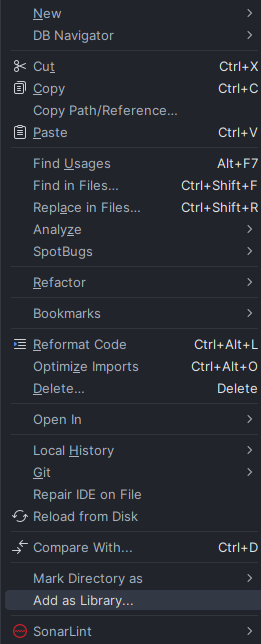 New
DB Navigator
Cut Ctrl+X
Copy Ctrl+C
Copy Path/Reference...
Paste Ctrl+V
Find Usages Alt+F7
Find in Files... Ctrl+Shift+F
Replace in Files... Ctrl+Shift+R
Analyze
SpotBugs
Refactor
Bookmarks
Reformat Code Ctrl+Alt+L
Optimize Imports Ctrl+Alt+O
Delete... Delete
Open In
Local History
Git
Repair IDE on File
Reload from Disk
Compare With... Ctrl+D
Mark Directory as
Add as Library...
SonarLint